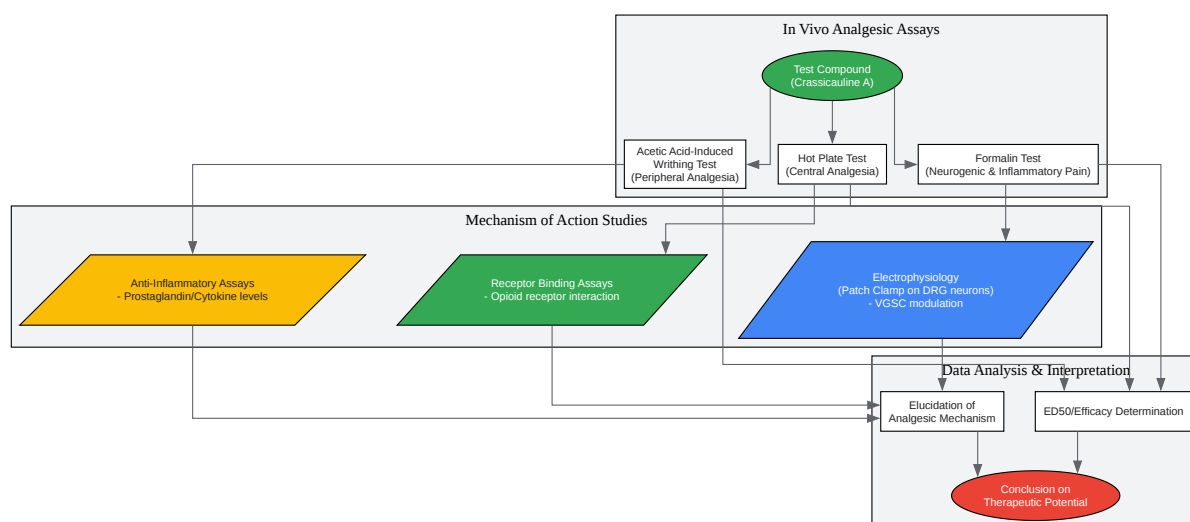 In Vivo Analgesic Assays
Test Compound
(Crassicauline A)
Acetic Acid-Induced
Writhing Test
(Peripheral Analgesia)
Hot Plate Test
(Central Analgesia)
Formalin Test
(Neurogenic & Inflammatory Pain)
Mechanism of Action Studies
Anti-Inflammatory Assays
- Prostaglandin/Cytokine levels
Receptor Binding Assays
- Opioid receptor interaction
Electrophysiology
(Patch Clamp on DRG neurons)
- VGSC modulation
Data Analysis & Interpretation
Elucidation of
Analgesic Mechanism
ED50/Efficacy Determination
Conclusion on
Therapeutic Potential